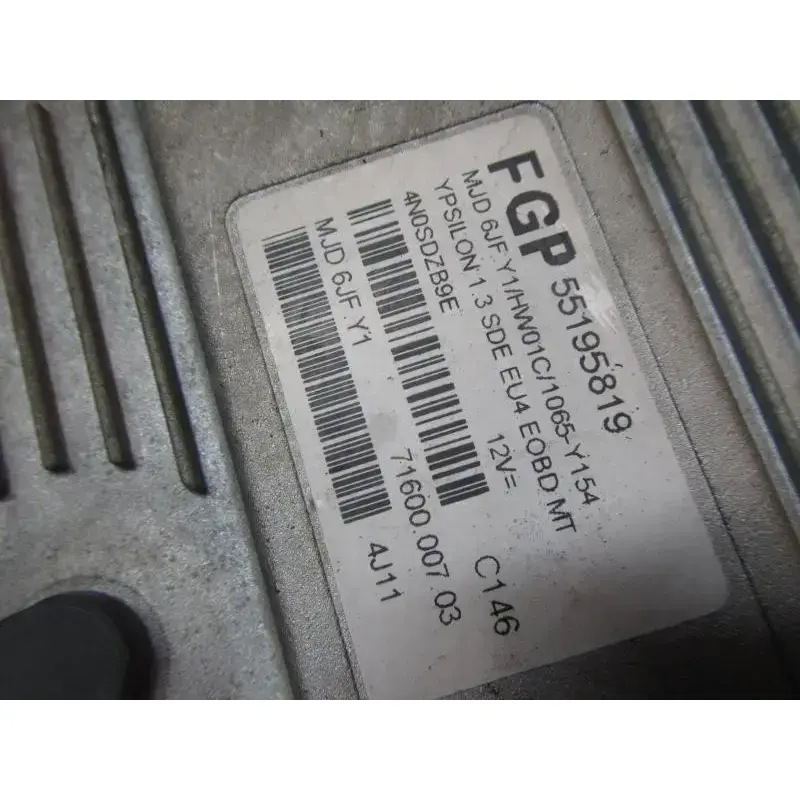 FGP 55195819
MJD 6JF.Y1/HW01C/1065-Y154
YPSILON 1.3 SDE EU4 EOBD MT
4N0SDZB9E 12V= C146
71600.007.03
MJD 6JF.Y1 4J11